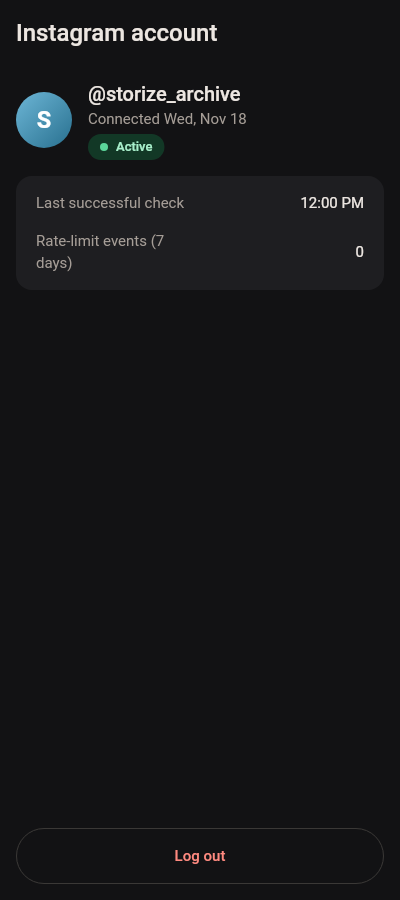 Instagram account
@storize_archive
S
Connected Wed, Nov 18
Active
Last successful check 12:00 PM
Rate-limit events (7
days)
0
Log out